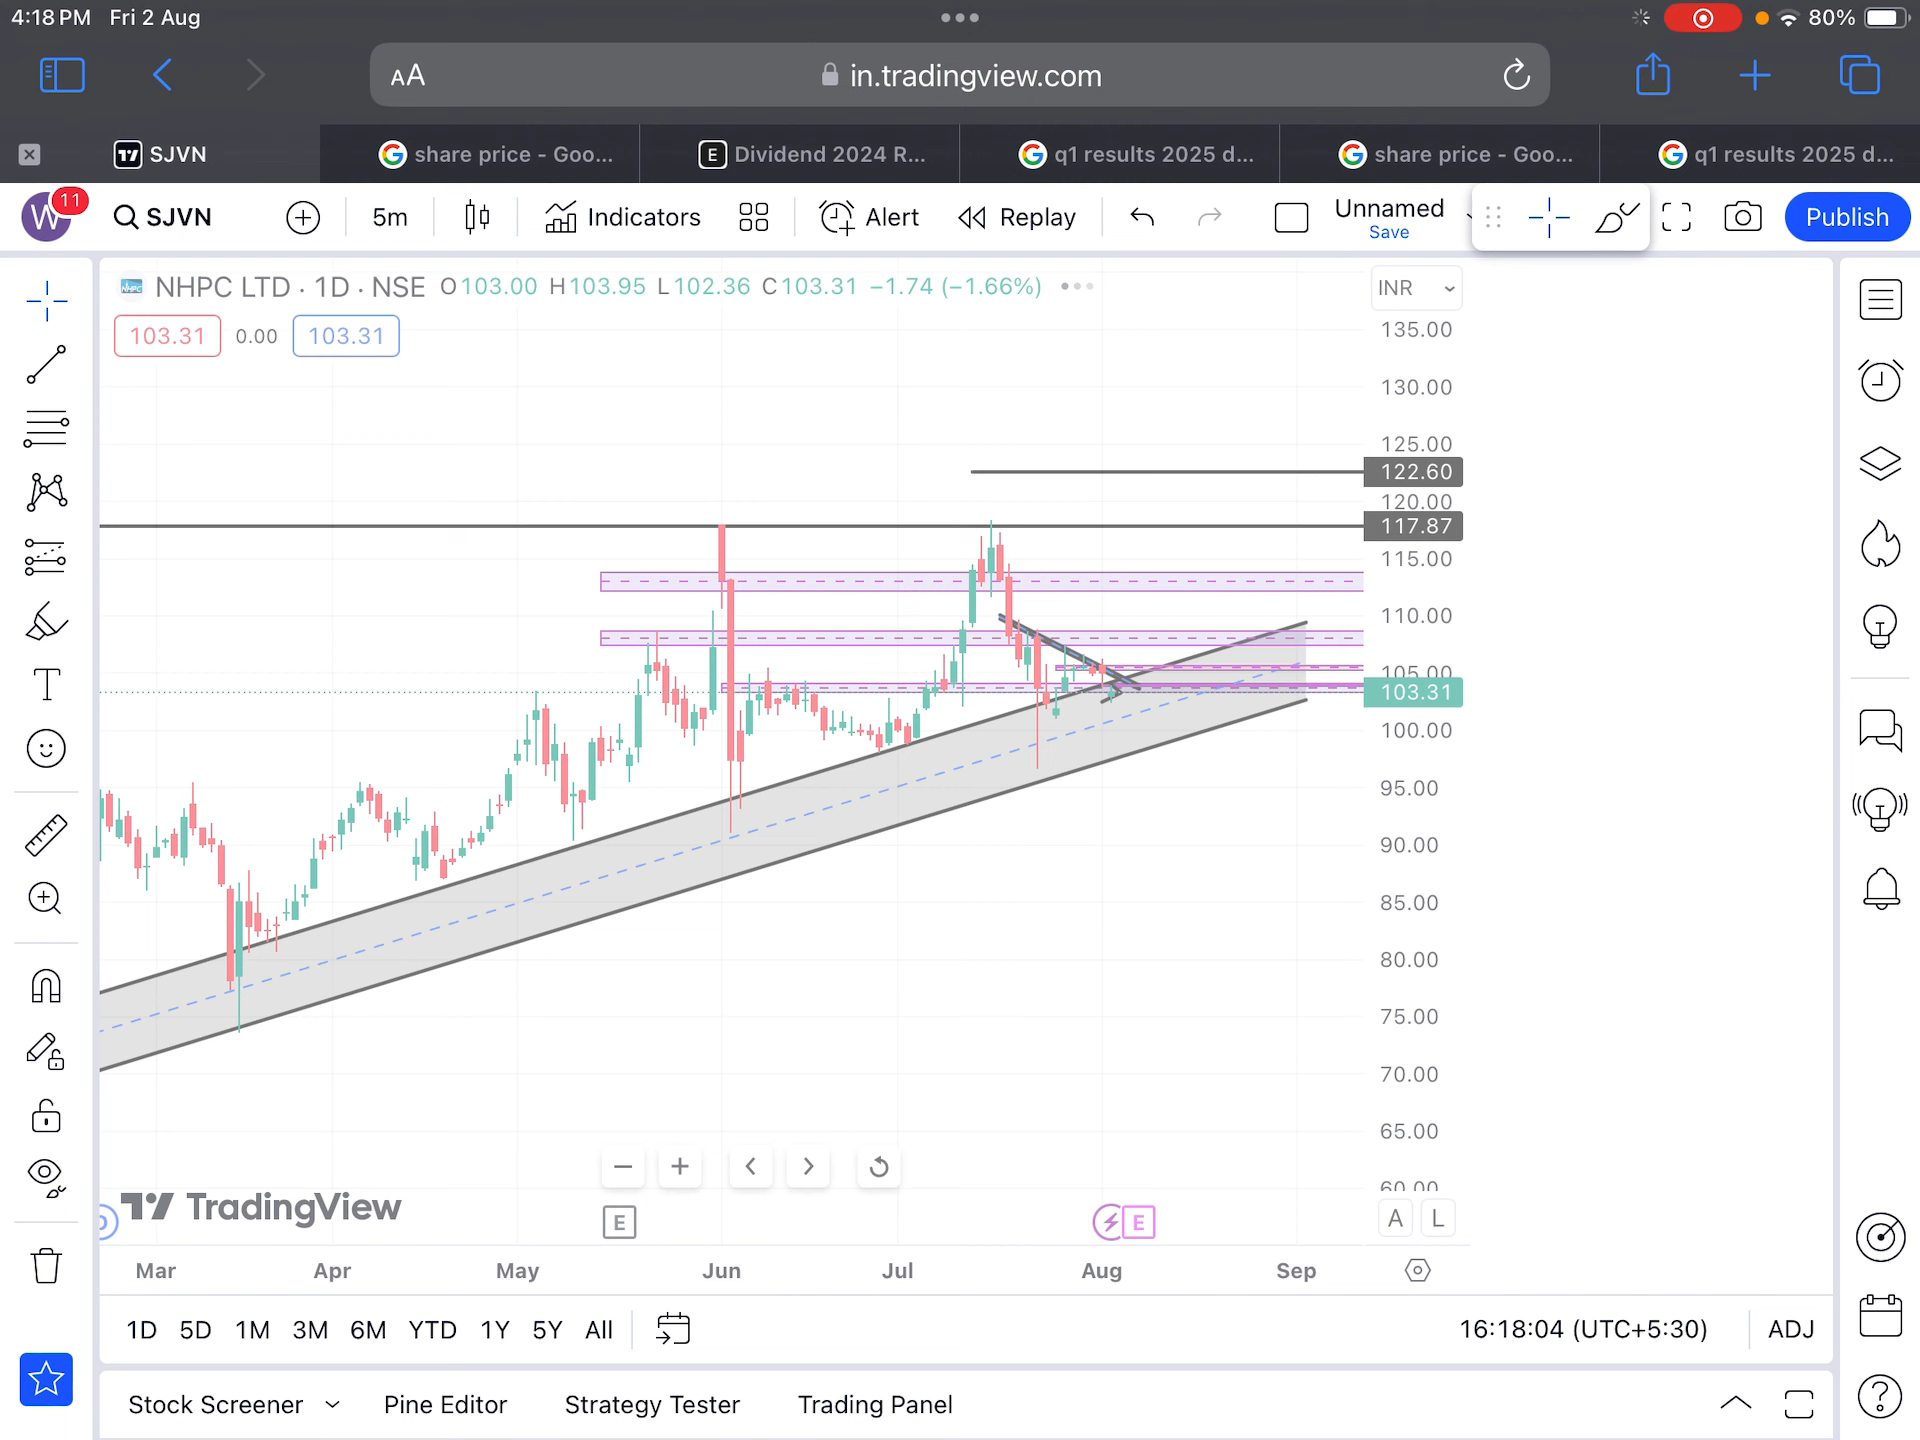 4:18 PM Fri 2 Aug
80%
AA
in.tradingview.com
SJVN
share price - Goo...
Dividend 2024 R...
q1 results 2025 d...
share price - Goo...
q1 results 2025 d...
W 11
SJVN
5m
Indicators
Alert
Replay
Unnamed
Save
Publish
NHPC LTD · 1D · NSE O103.00 H103.95 L102.36 C103.31 −1.74 (−1.66%)
INR
103.31 0.00 103.31
135.00
130.00
125.00
122.60
120.00
117.87
115.00
110.00
105.00
103.31
100.00
95.00
90.00
85.00
80.00
75.00
70.00
65.00
60.00
TradingView
E
E
A L
Mar Apr May Jun Jul Aug Sep
1D 5D 1M 3M 6M YTD 1Y 5Y All
16:18:04 (UTC+5:30)
ADJ
Stock Screener
Pine Editor
Strategy Tester
Trading Panel